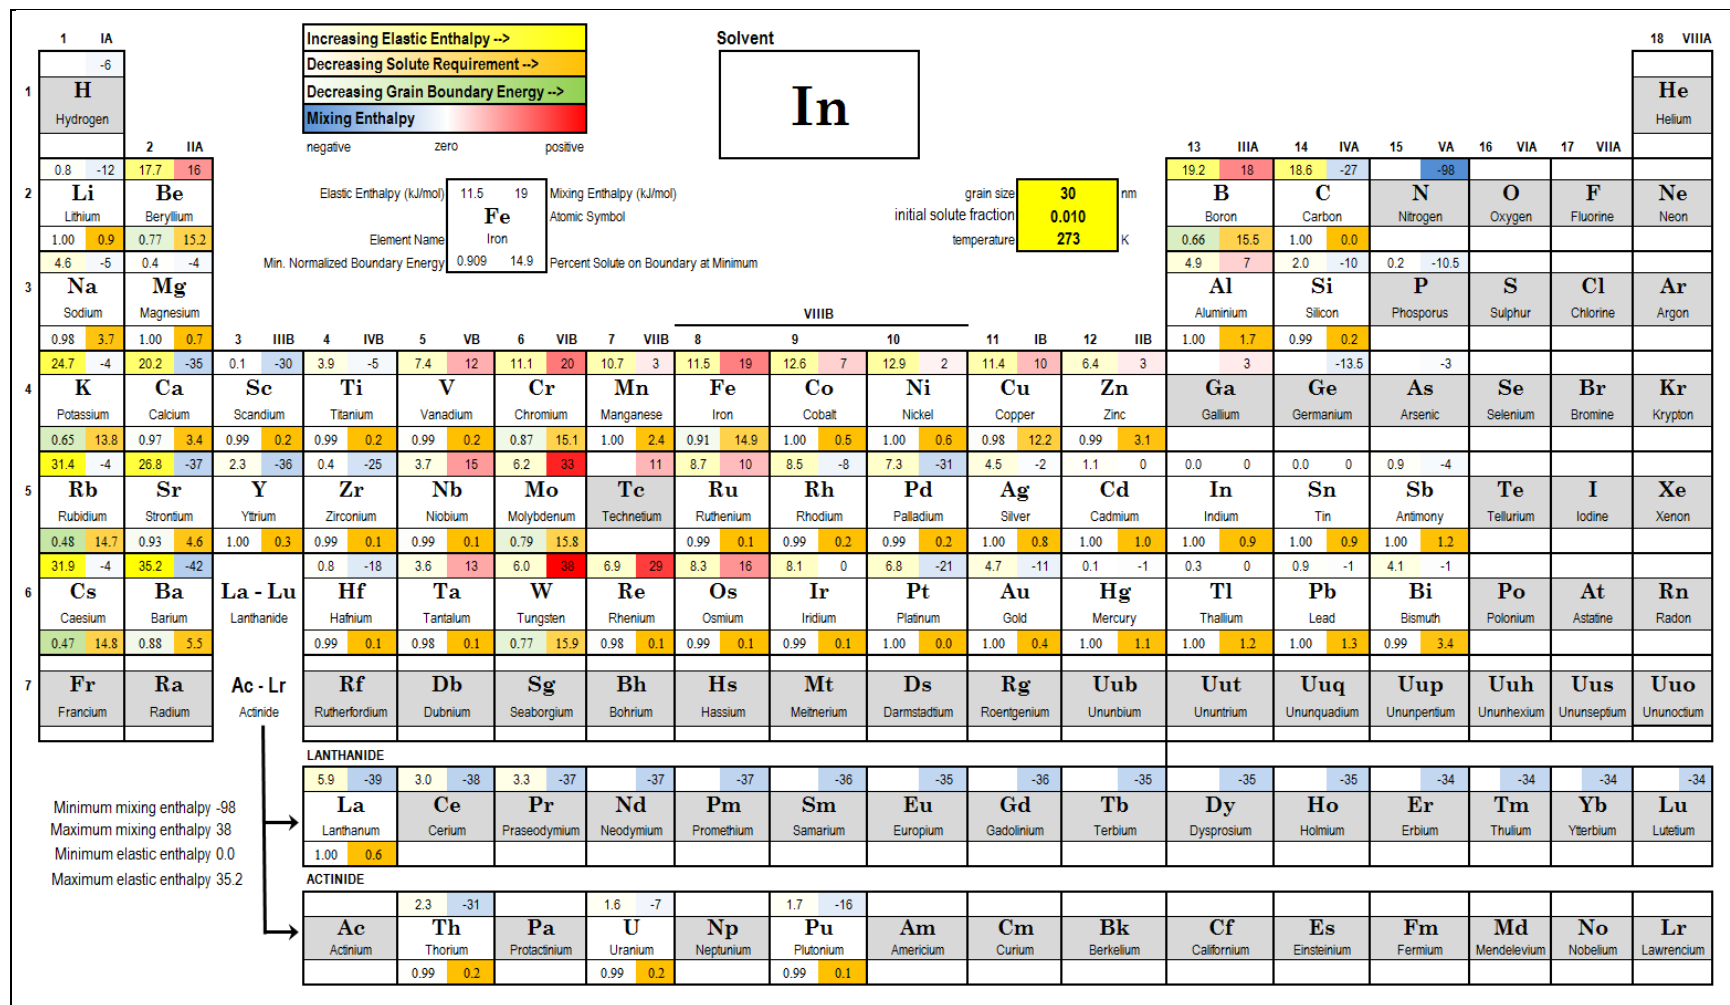 1 IA
18 VIIIA
Increasing Elastic Enthalpy -->
Decreasing Solute Requirement -->
Decreasing Grain Boundary Energy -->
Mixing Enthalpy
negative zero positive
Solvent
In
-6
1 H He
Hydrogen Helium
2 IIA 13 IIIA 14 IVA 15 VA 16 VIA 17 VIIA
0.8 -12 17.7 16 19.2 18 18.6 -27 -98
2 Li Be B C N O F Ne
Lithium Beryllium Boron Carbon Nitrogen Oxygen Fluorine Neon
1.00 0.9 0.77 15.2 0.66 15.5 1.00 0.0
Elastic Enthalpy (kJ/mol) 11.5 19 Mixing Enthalpy (kJ/mol)
Fe Atomic Symbol
Element Name Iron
Min. Normalized Boundary Energy 0.909 14.9 Percent Solute on Boundary at Minimum
grain size 30 nm
initial solute fraction 0.010
temperature 273 K
4.6 -5 0.4 -4 4.9 7 2.0 -10 0.2 -10.5
3 Na Mg Al Si P S Cl Ar
Sodium Magnesium Aluminium Silicon Phosporus Sulphur Chlorine Argon
0.98 3.7 1.00 0.7 1.00 1.7 0.99 0.2
VIIIB
3 IIIB 4 IVB 5 VB 6 VIB 7 VIIB 8 9 10 11 IB 12 IIB
24.7 -4 20.2 -35 0.1 -30 3.9 -5 7.4 12 11.1 20 10.7 3 11.5 19 12.6 7 12.9 2 11.4 10 6.4 3 3 -13.5 -3
4 K Ca Sc Ti V Cr Mn Fe Co Ni Cu Zn Ga Ge As Se Br Kr
Potassium Calcium Scandium Titanium Vanadium Chromium Manganese Iron Cobalt Nickel Copper Zinc Gallium Germanium Arsenic Selenium Bromine Krypton
0.65 13.8 0.97 3.4 0.99 0.2 0.99 0.2 0.99 0.2 0.87 15.1 1.00 2.4 0.91 14.9 1.00 0.5 1.00 0.6 0.98 12.2 0.99 3.1
31.4 -4 26.8 -37 2.3 -36 0.4 -25 3.7 15 6.2 33 11 8.7 10 8.5 -8 7.3 -31 4.5 -2 1.1 0 0.0 0 0.0 0 0.9 -4
5 Rb Sr Y Zr Nb Mo Tc Ru Rh Pd Ag Cd In Sn Sb Te I Xe
Rubidium Strontium Yttrium Zirconium Niobium Molybdenum Technetium Ruthenium Rhodium Palladium Silver Cadmium Indium Tin Antimony Tellurium Iodine Xenon
0.48 14.7 0.93 4.6 1.00 0.3 0.99 0.1 0.99 0.1 0.79 15.8 0.99 0.1 0.99 0.2 0.99 0.2 1.00 0.8 1.00 1.0 1.00 0.9 1.00 0.9 1.00 1.2
31.9 -4 35.2 -42 0.8 -18 3.6 13 6.0 38 6.9 29 8.3 16 8.1 0 6.8 -21 4.7 -11 0.1 -1 0.3 0 0.9 -1 4.1 -1
6 Cs Ba La - Lu Hf Ta W Re Os Ir Pt Au Hg Tl Pb Bi Po At Rn
Caesium Barium Lanthanide Hafnium Tantalum Tungsten Rhenium Osmium Iridium Platinum Gold Mercury Thallium Lead Bismuth Polonium Astatine Radon
0.47 14.8 0.88 5.5 0.99 0.1 0.98 0.1 0.77 15.9 0.98 0.1 0.99 0.1 0.99 0.1 1.00 0.0 1.00 0.4 1.00 1.1 1.00 1.2 1.00 1.3 0.99 3.4
7 Fr Ra Ac - Lr Rf Db Sg Bh Hs Mt Ds Rg Uub Uut Uuq Uup Uuh Uus Uuo
Francium Radium Actinide Rutherfordium Dubnium Seaborgium Bohrium Hassium Meitnerium Darmstadtium Roentgenium Ununbium Ununtrium Ununquadium Ununpentium Ununhexium Ununseptium Ununoctium
LANTHANIDE
5.9 -39 3.0 -38 3.3 -37 -37 -37 -36 -35 -36 -35 -35 -35 -34 -34 -34 -34
La Ce Pr Nd Pm Sm Eu Gd Tb Dy Ho Er Tm Yb Lu
Lanthanum Cerium Praseodymium Neodymium Promethium Samarium Europium Gadolinium Terbium Dysprosium Holmium Erbium Thulium Ytterbium Lutetium
1.00 0.6
Minimum mixing enthalpy -98
Maximum mixing enthalpy 38
Minimum elastic enthalpy 0.0
Maximum elastic enthalpy 35.2
ACTINIDE
2.3 -31 1.6 -7 1.7 -16
Ac Th Pa U Np Pu Am Cm Bk Cf Es Fm Md No Lr
Actinium Thorium Protactinium Uranium Neptunium Plutonium Americium Curium Berkelium Californium Einsteinium Fermium Mendelevium Nobelium Lawrencium
0.99 0.2 0.99 0.2 0.99 0.1